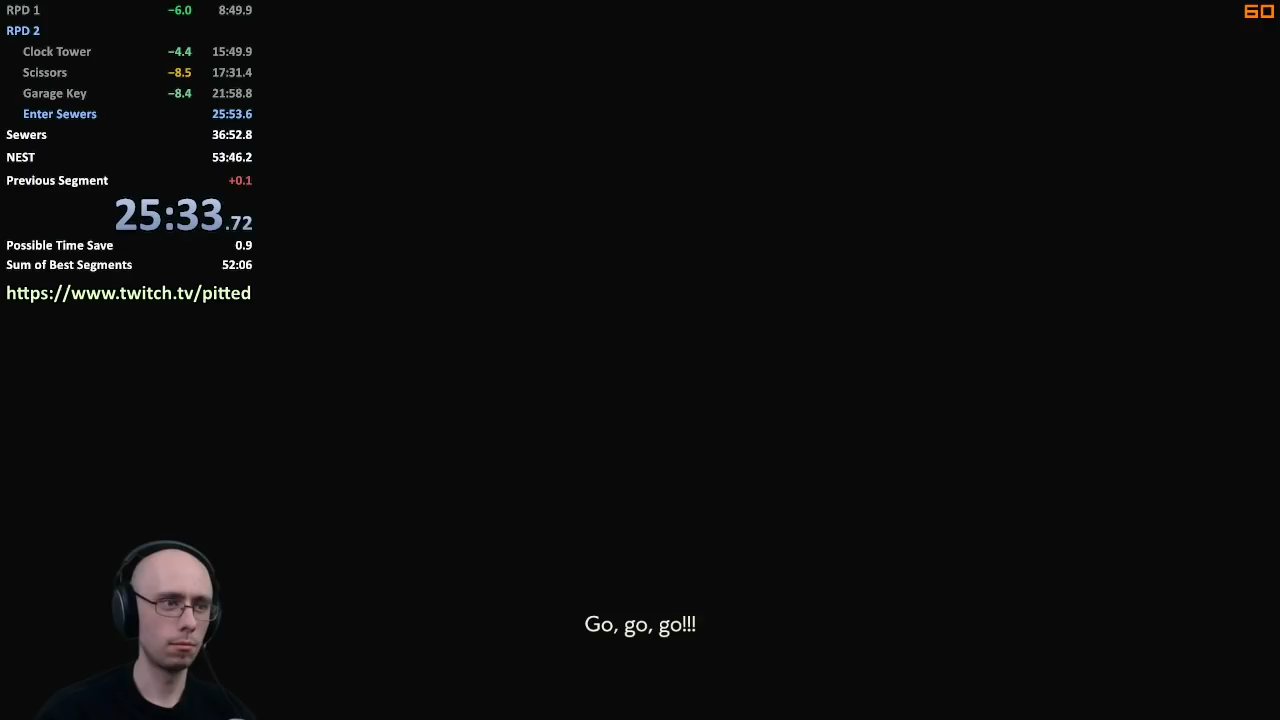 RPD 1 −6.0 8:49.9
60
RPD 2
Clock Tower −4.4 15:49.9
Scissors −8.5 17:31.4
Garage Key −8.4 21:58.8
Enter Sewers 25:53.6
Sewers 36:52.8
NEST 53:46.2
Previous Segment +0.1
25:33.72
Possible Time Save 0.9
Sum of Best Segments 52:06
https://www.twitch.tv/pitted
Go, go, go!!!